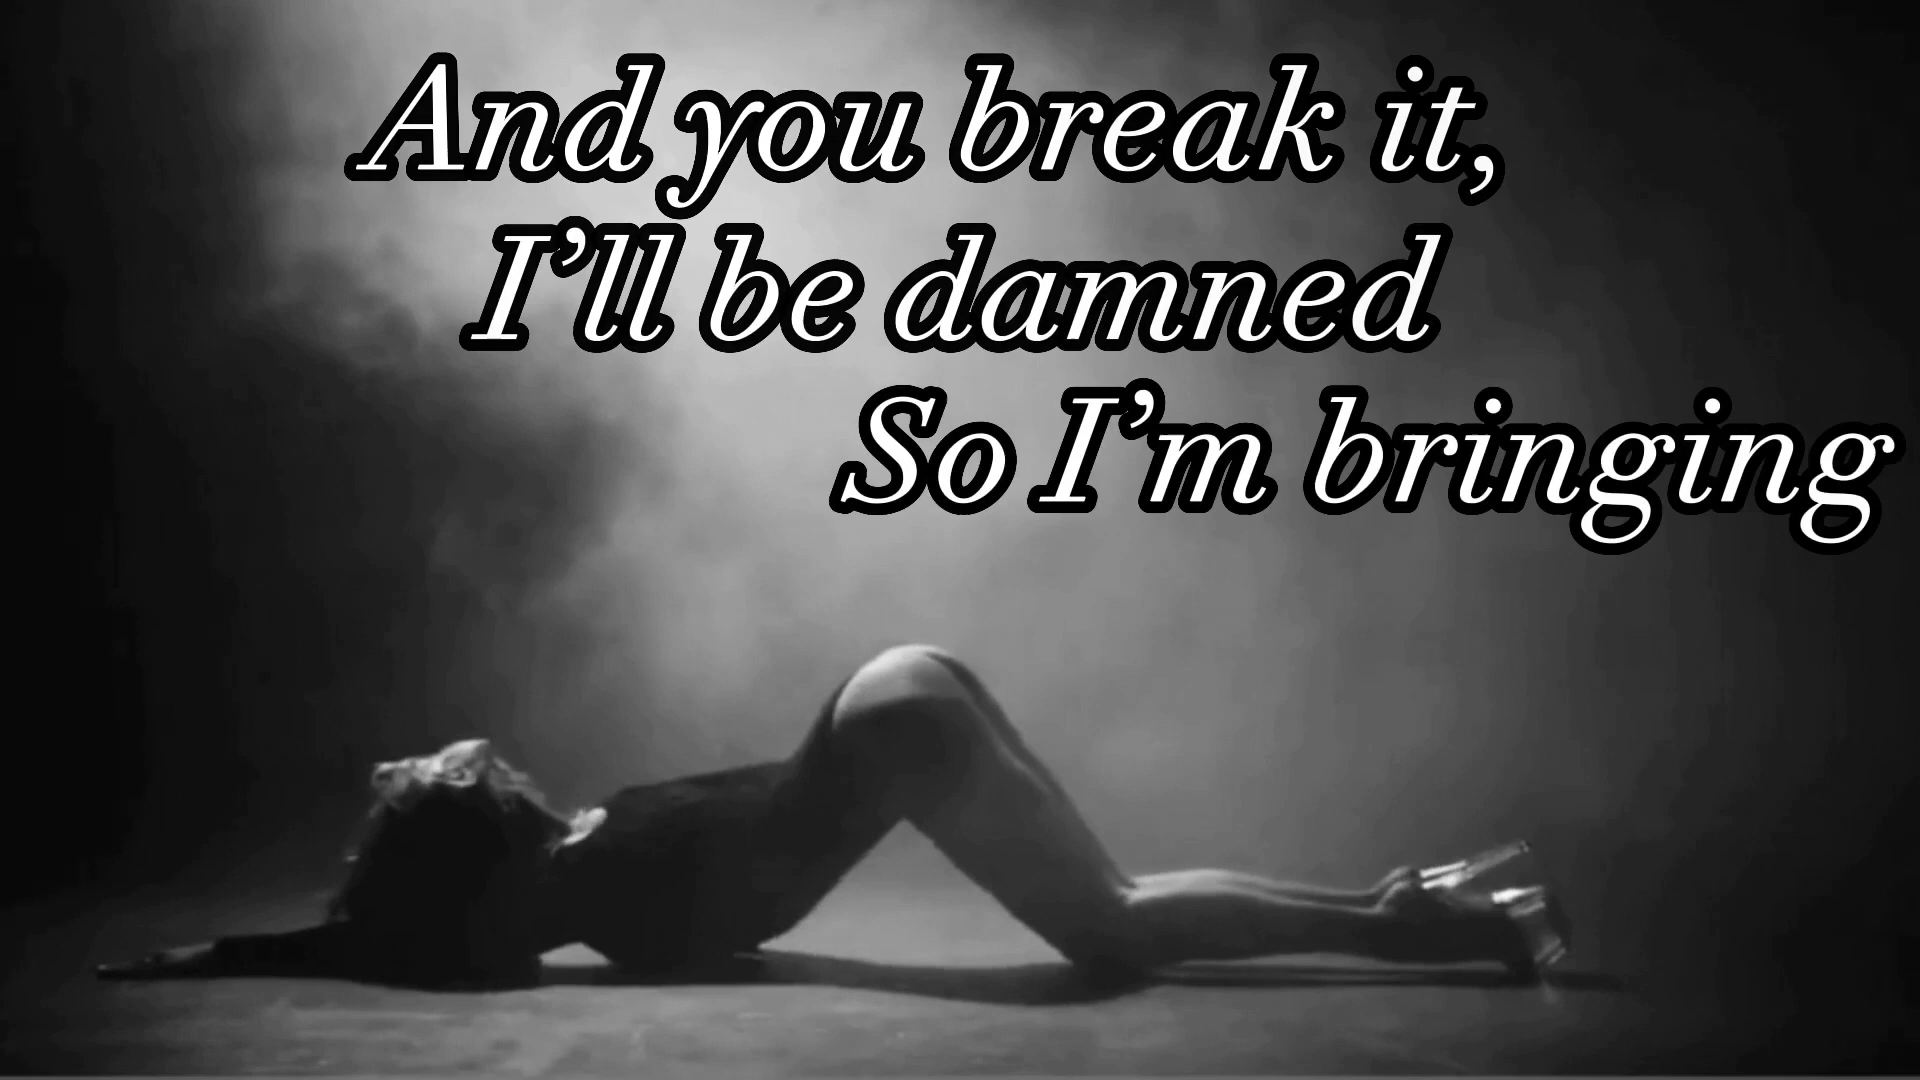 And you break it,
I’ll be damned
So I’m bringing